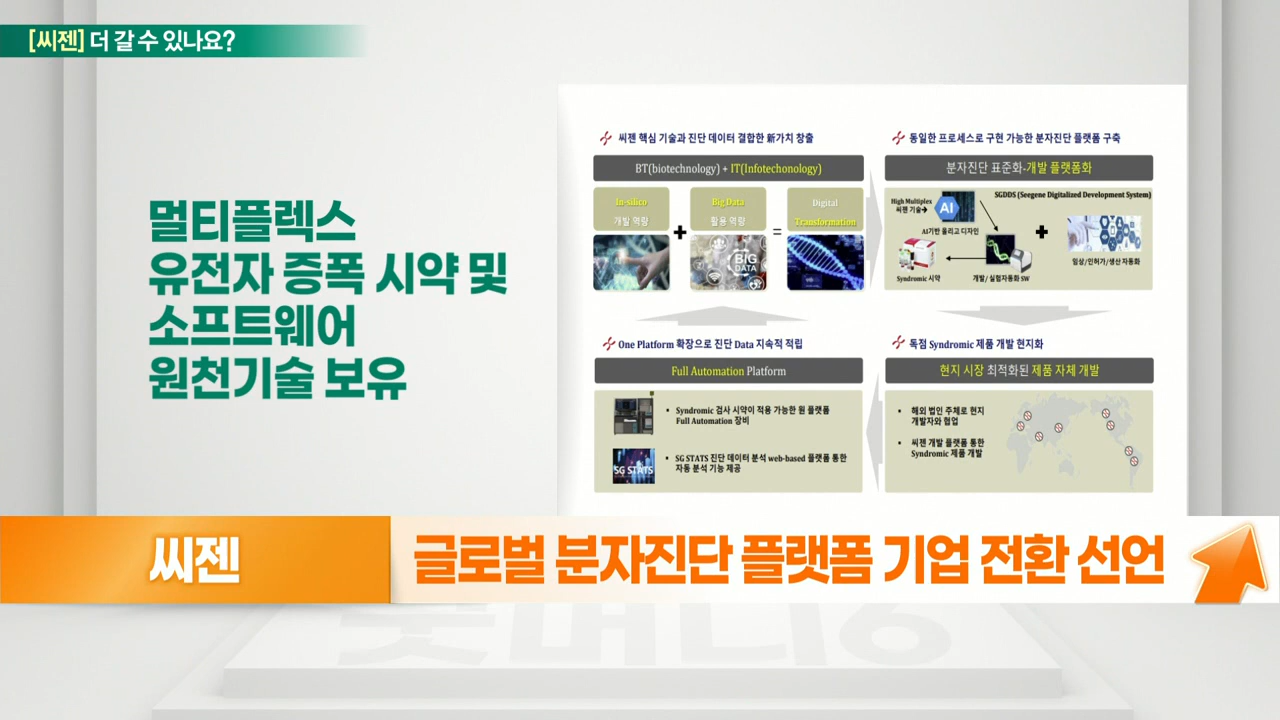 [씨젠] 더 갈 수 있나요?
멀티플렉스
유전자 증폭 시약 및
소프트웨어
원천기술 보유
씨젠 핵심 기술과 진단 데이터 결합한 新가치 창출
BT(biotechnology) + IT(Infotechonology)
In-silico
개발 역량
Big Data
활용 역량
Digital
Transformation
+
=
BIG
DATA
동일한 프로세스로 구현 가능한 분자진단 플랫폼 구축
분자진단 표준화-개발 플랫폼화
SGDDS (Seegene Digitalized Development System)
High Multiplex
씨젠 기술→
AI
AI기반 올리고 디자인
+
임상/인허가/생산 자동화
Syndromic 시약
개발/ 실험자동화 SW
One Platform 확장으로 진단 Data 지속적 적립
Full Automation Platform
• Syndromic 검사 시약이 적용 가능한 원 플랫폼
Full Automation 장비
SG STATS
• SG STATS 진단 데이터 분석 web-based 플랫폼 통한
자동 분석 기능 제공
독점 Syndromic 제품 개발 현지화
현지 시장 최적화된 제품 자체 개발
• 해외 법인 주체로 현지
개발자와 협업
• 씨젠 개발 플랫폼 통한
Syndromic 제품 개발
씨젠
글로벌 분자진단 플랫폼 기업 전환 선언